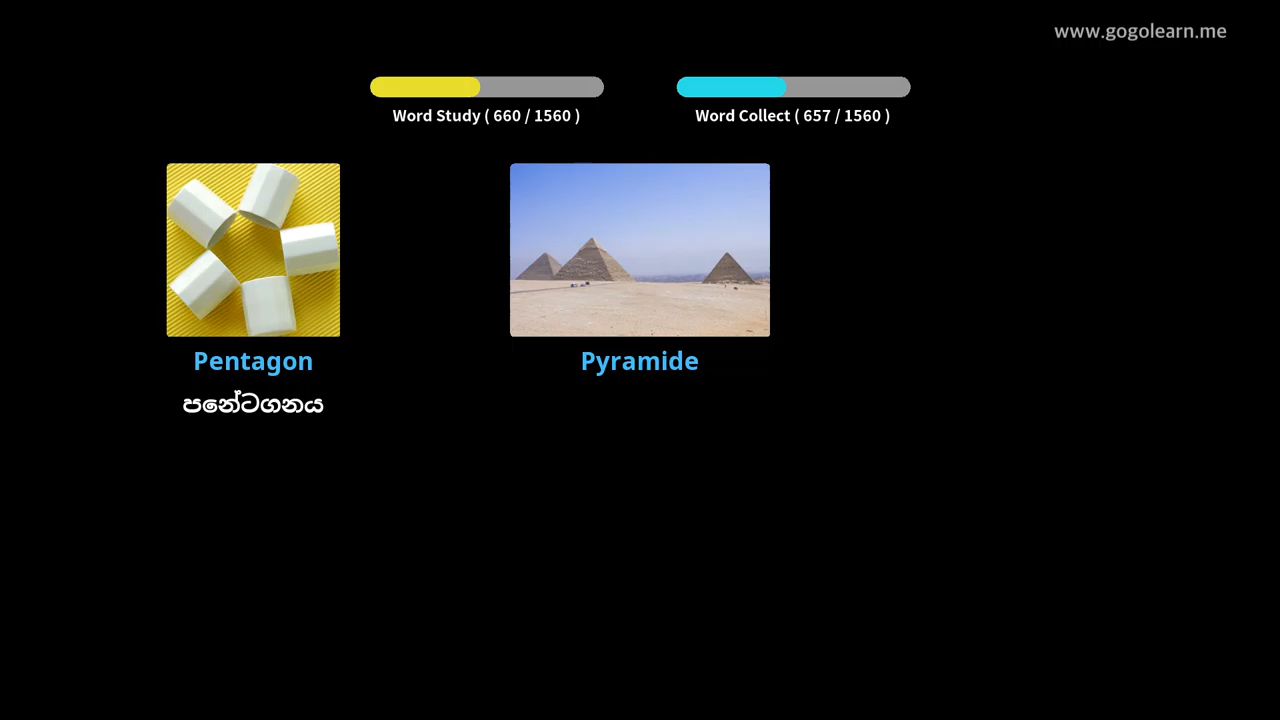 www.gogolearn.me
Word Study ( 660 / 1560 )
Word Collect ( 657 / 1560 )
Pentagon
Pyramide
පනේටගනය